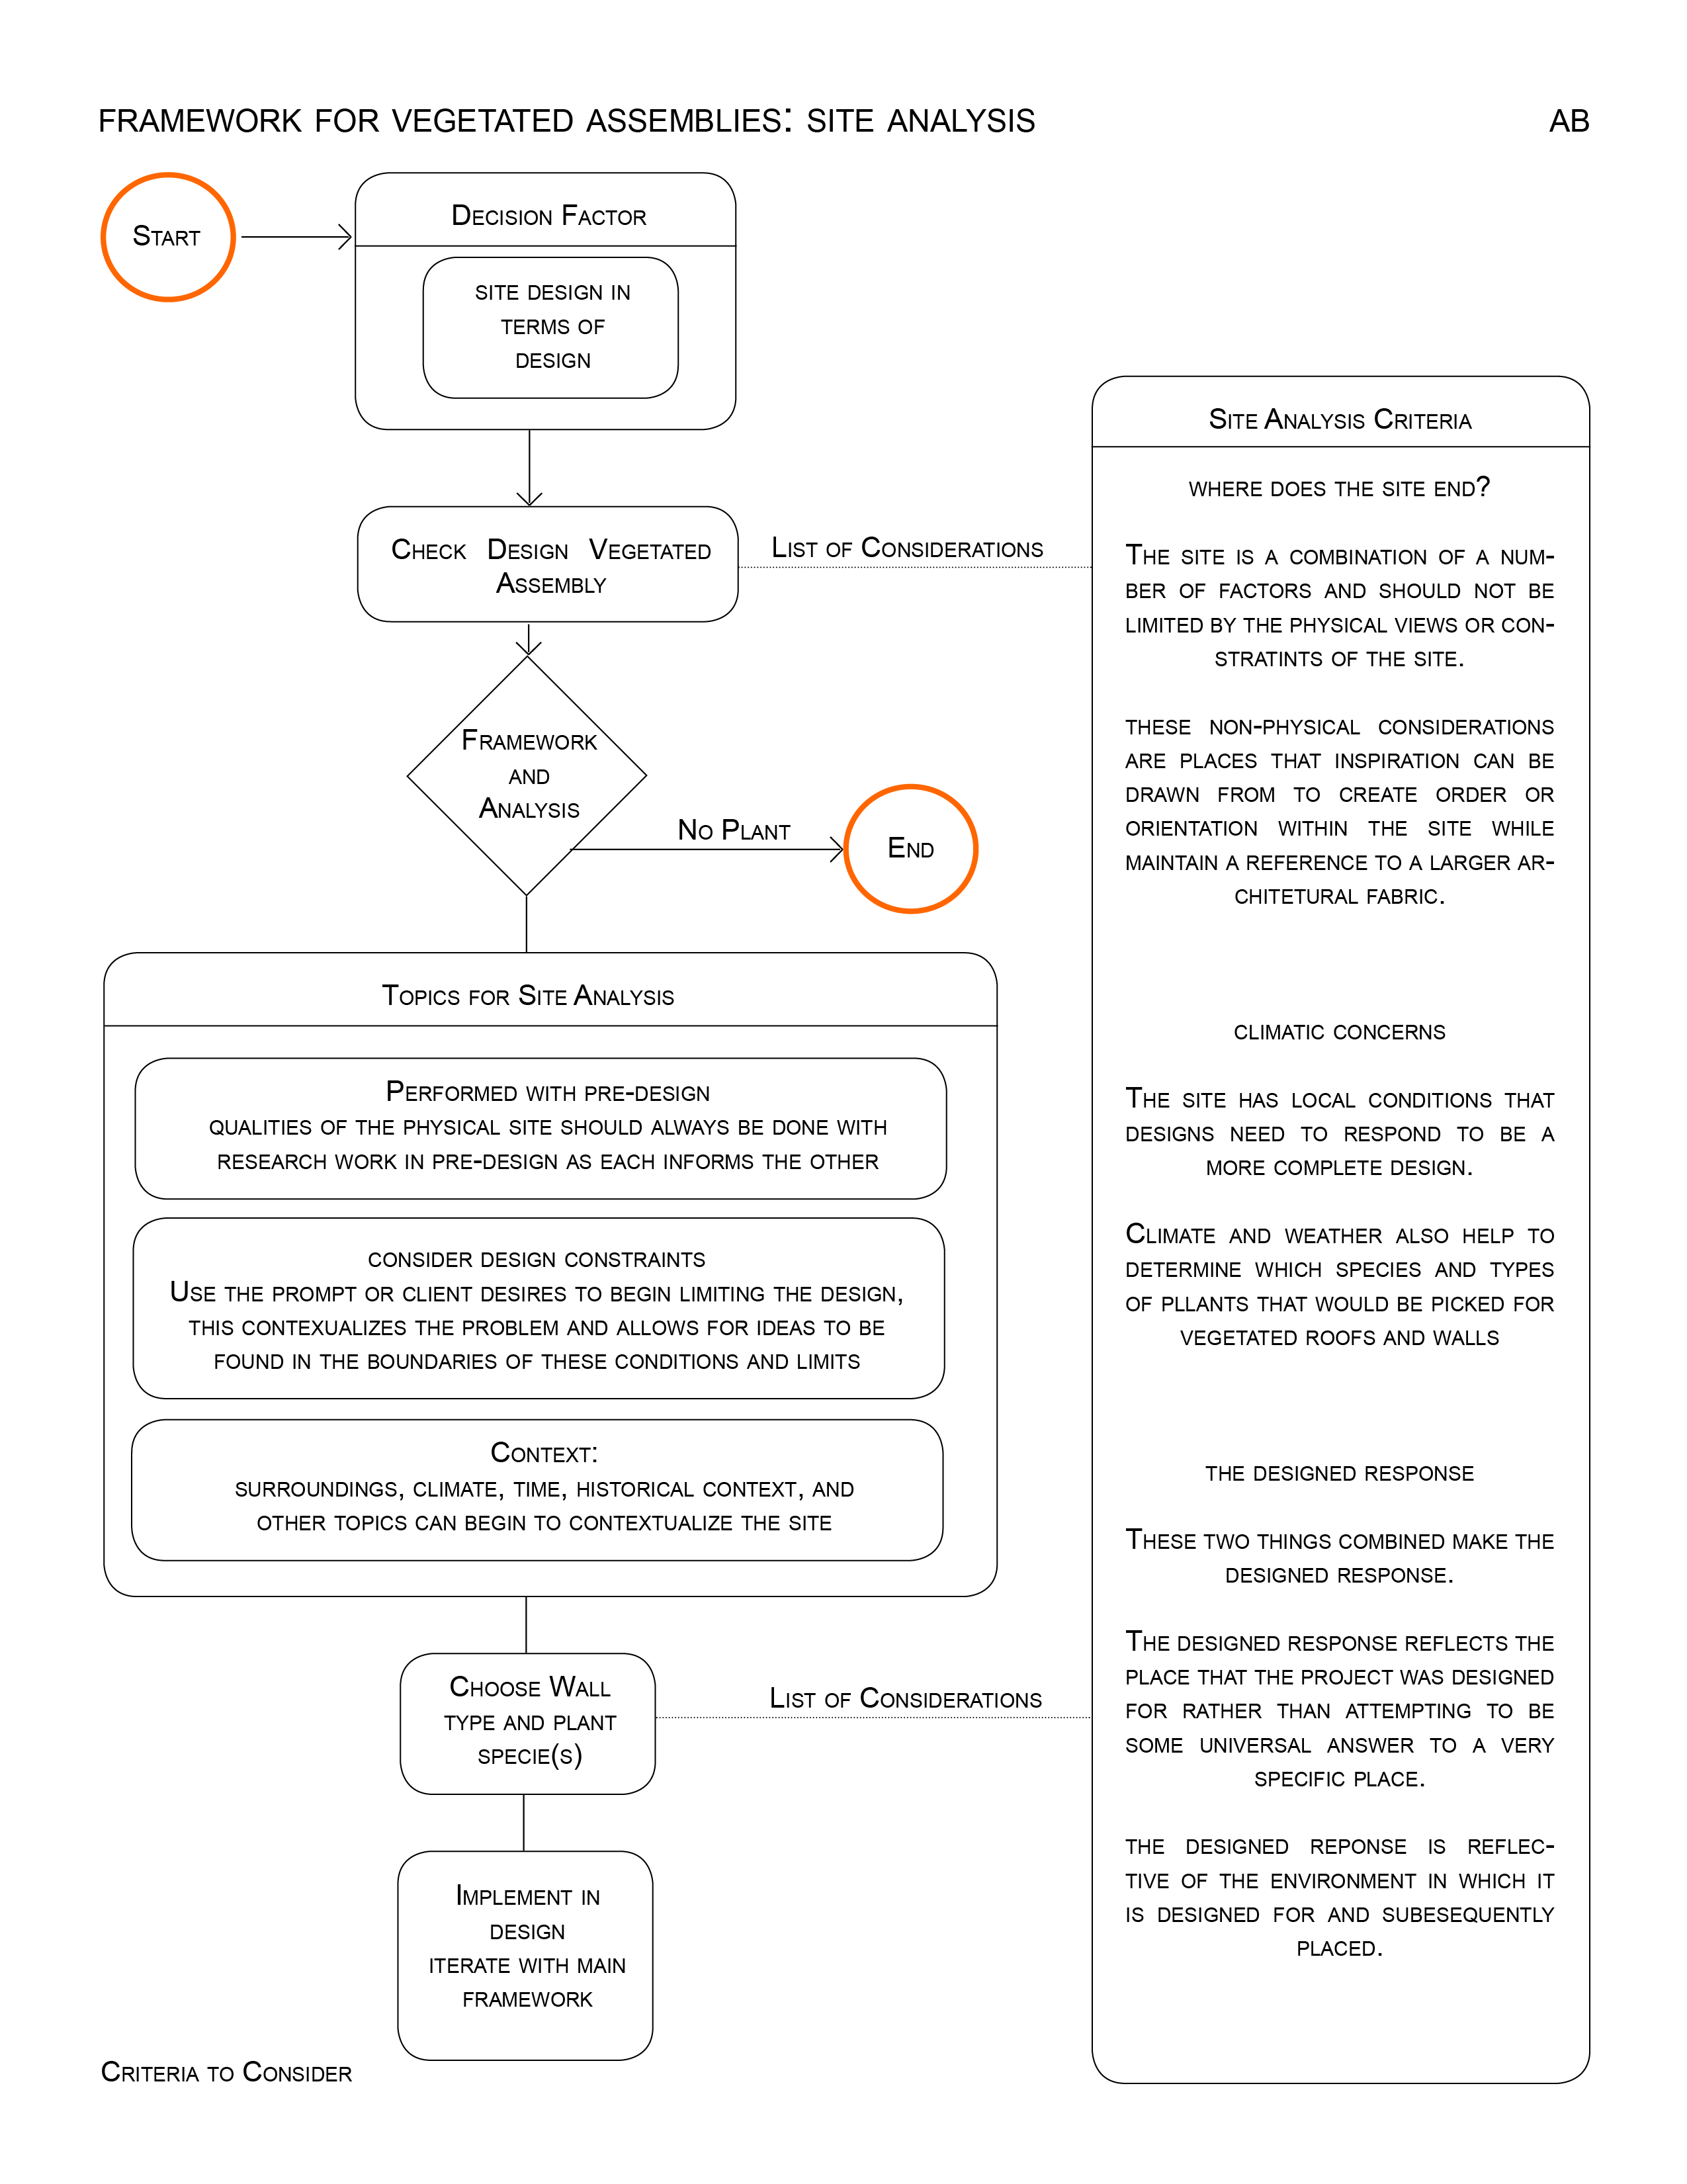 FRAMEWORK FOR VEGETATED ASSEMBLIES: SITE ANALYSIS
AB
START
DECISION FACTOR
SITE DESIGN IN
TERMS OF
DESIGN
CHECK DESIGN VEGETATED
ASSEMBLY
LIST OF CONSIDERATIONS
FRAMEWORK
AND
ANALYSIS
NO PLANT
END
TOPICS FOR SITE ANALYSIS
PERFORMED WITH PRE-DESIGN
QUALITIES OF THE PHYSICAL SITE SHOULD ALWAYS BE DONE WITH
RESEARCH WORK IN PRE-DESIGN AS EACH INFORMS THE OTHER
CONSIDER DESIGN CONSTRAINTS
USE THE PROMPT OR CLIENT DESIRES TO BEGIN LIMITING THE DESIGN,
THIS CONTEXUALIZES THE PROBLEM AND ALLOWS FOR IDEAS TO BE
FOUND IN THE BOUNDARIES OF THESE CONDITIONS AND LIMITS
CONTEXT:
SURROUNDINGS, CLIMATE, TIME, HISTORICAL CONTEXT, AND
OTHER TOPICS CAN BEGIN TO CONTEXTUALIZE THE SITE
CHOOSE WALL
TYPE AND PLANT
SPECIE(S)
LIST OF CONSIDERATIONS
IMPLEMENT IN
DESIGN
ITERATE WITH MAIN
FRAMEWORK
SITE ANALYSIS CRITERIA
WHERE DOES THE SITE END?
THE SITE IS A COMBINATION OF A NUM-
BER OF FACTORS AND SHOULD NOT BE
LIMITED BY THE PHYSICAL VIEWS OR CON-
STRATINTS OF THE SITE.
THESE NON-PHYSICAL CONSIDERATIONS
ARE PLACES THAT INSPIRATION CAN BE
DRAWN FROM TO CREATE ORDER OR
ORIENTATION WITHIN THE SITE WHILE
MAINTAIN A REFERENCE TO A LARGER AR-
CHITETURAL FABRIC.
CLIMATIC CONCERNS
THE SITE HAS LOCAL CONDITIONS THAT
DESIGNS NEED TO RESPOND TO BE A
MORE COMPLETE DESIGN.
CLIMATE AND WEATHER ALSO HELP TO
DETERMINE WHICH SPECIES AND TYPES
OF PLLANTS THAT WOULD BE PICKED FOR
VEGETATED ROOFS AND WALLS
THE DESIGNED RESPONSE
THESE TWO THINGS COMBINED MAKE THE
DESIGNED RESPONSE.
THE DESIGNED RESPONSE REFLECTS THE
PLACE THAT THE PROJECT WAS DESIGNED
FOR RATHER THAN ATTEMPTING TO BE
SOME UNIVERSAL ANSWER TO A VERY
SPECIFIC PLACE.
THE DESIGNED REPONSE IS REFLEC-
TIVE OF THE ENVIRONMENT IN WHICH IT
IS DESIGNED FOR AND SUBESEQUENTLY
PLACED.
CRITERIA TO CONSIDER